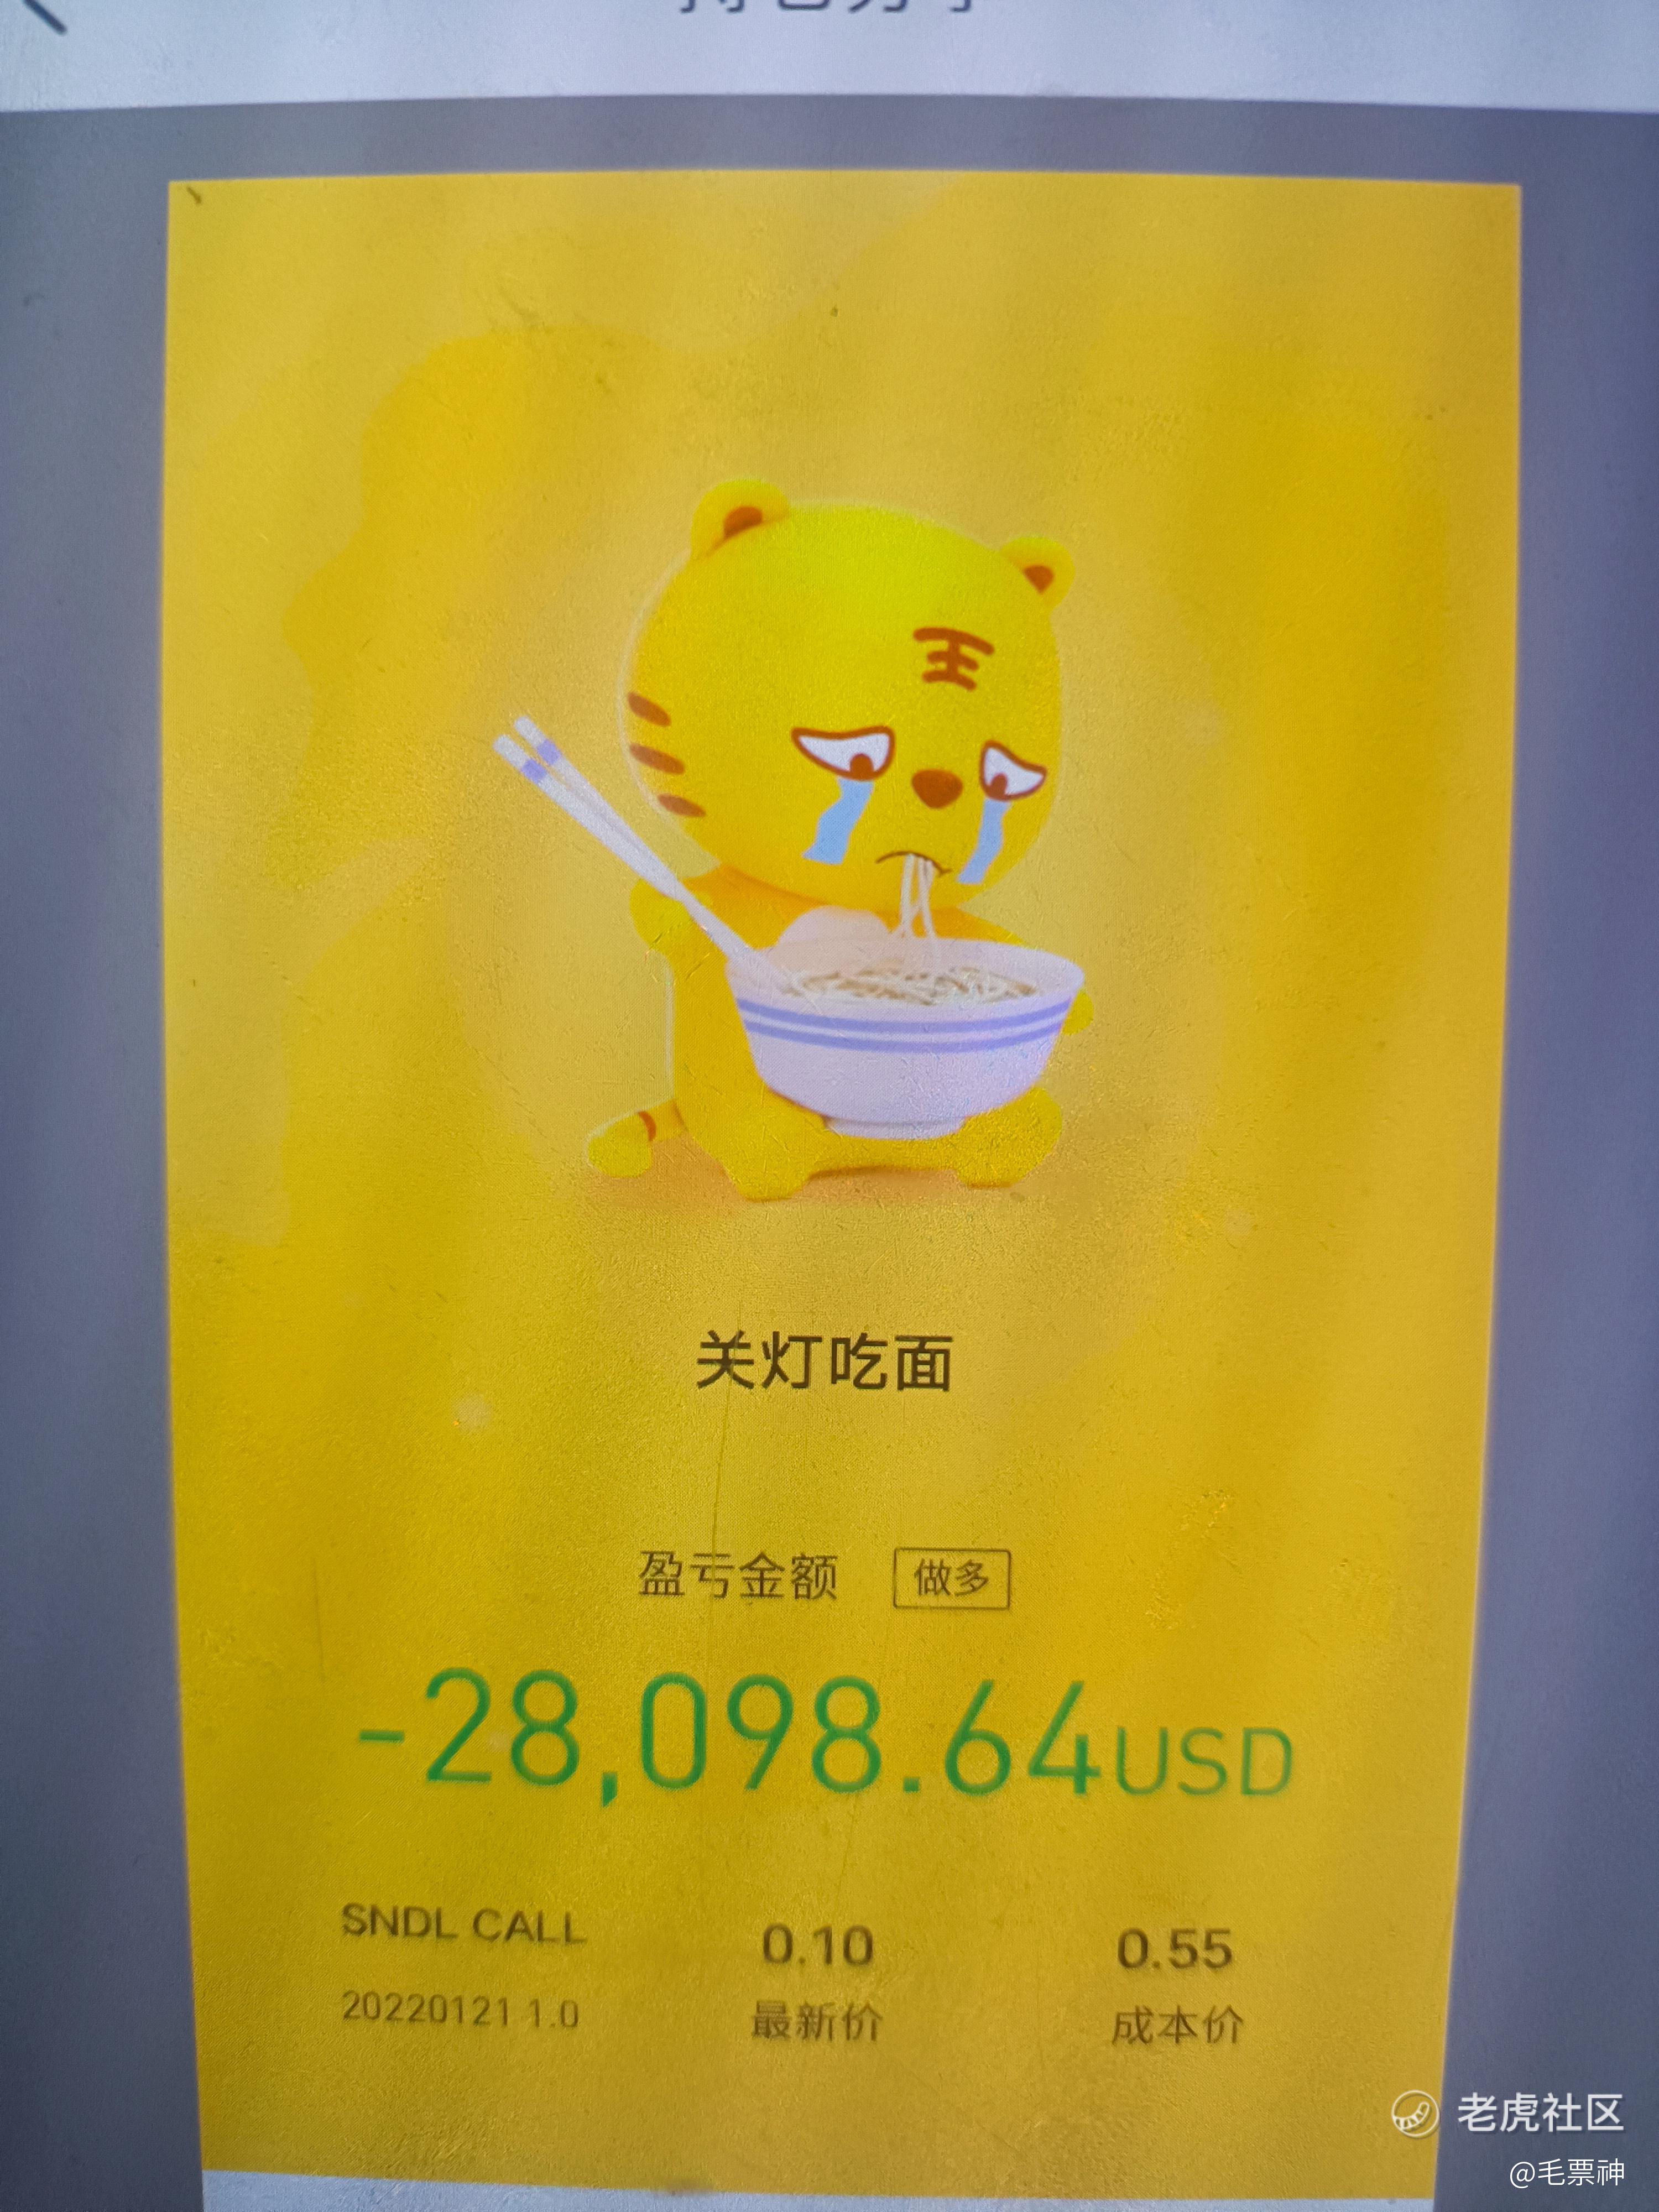 王
关灯吃面
盈亏金额 做多
-28,098.64USD
SNDL CALL 0.10 0.55
20220121 1.0 最新价 成本价
老虎社区
@毛票神